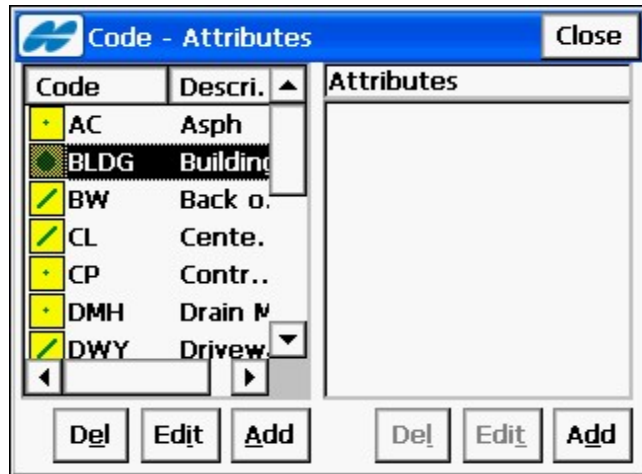 Code - Attributes Close
Code Descri. Attributes
AC Asph
BLDG Building
BW Back o.
CL Cente.
CP Contr..
DMH Drain M
DWY Drivew.
Del Edit Add Del Edit Add